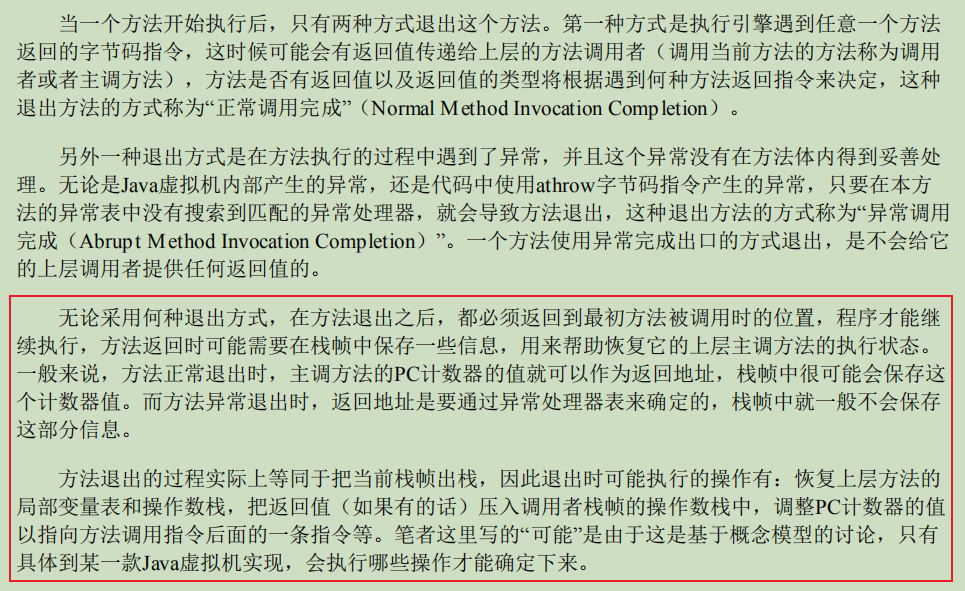 当一个方法开始执行后，只有两种方式退出这个方法。第一种方式是执行引擎遇到任意一个方法
返回的字节码指令，这时候可能会有返回值传递给上层的方法调用者（调用当前方法的方法称为调用
者或者主调方法），方法是否有返回值以及返回值的类型将根据遇到何种方法返回指令来决定，这种
退出方法的方式称为“正常调用完成”（Normal Method Invocation Completion）。
另外一种退出方式是在方法执行的过程中遇到了异常，并且这个异常没有在方法体内得到妥善处
理。无论是Java虚拟机内部产生的异常，还是代码中使用athrow字节码指令产生的异常，只要在本方
法的异常表中没有搜索到匹配的异常处理器，就会导致方法退出，这种退出方法的方式称为“异常调用
完成（Abrupt Method Invocation Completion）”。一个方法使用异常完成出口的方式退出，是不会给它
的上层调用者提供任何返回值的。
无论采用何种退出方式，在方法退出之后，都必须返回到最初方法被调用时的位置，程序才能继
续执行，方法返回时可能需要在栈帧中保存一些信息，用来帮助恢复它的上层主调方法的执行状态。
一般来说，方法正常退出时，主调方法的PC计数器的值就可以作为返回地址，栈帧中很可能会保存这
个计数器值。而方法异常退出时，返回地址是要通过异常处理器表来确定的，栈帧中就一般不会保存
这部分信息。
方法退出的过程实际上等同于把当前栈帧出栈，因此退出时可能执行的操作有：恢复上层方法的
局部变量表和操作数栈，把返回值（如果有的话）压入调用者栈帧的操作数栈中，调整PC计数器的值
以指向方法调用指令后面的一条指令等。笔者这里写的“可能”是由于这是基于概念模型的讨论，只有
具体到某一款Java虚拟机实现，会执行哪些操作才能确定下来。